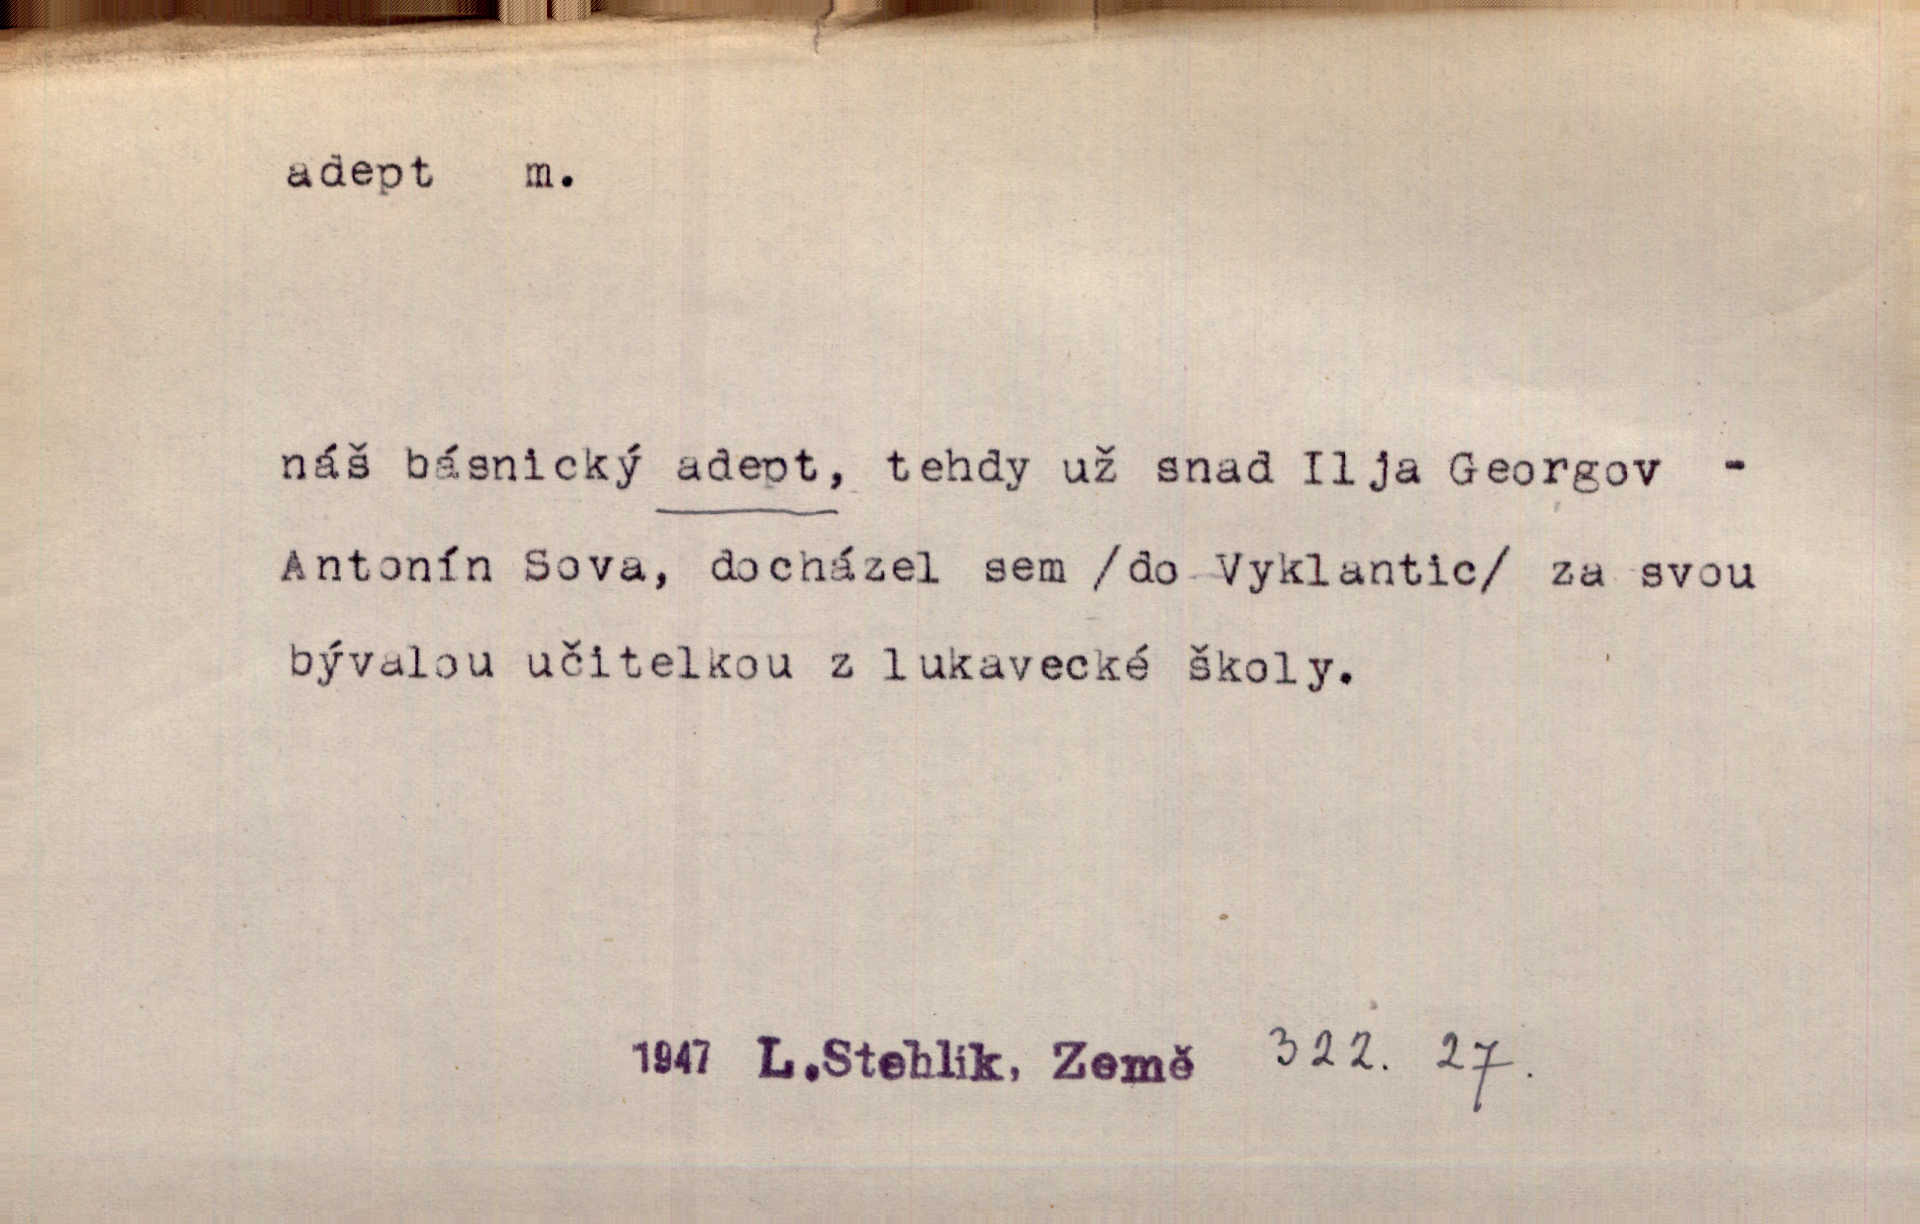 adept m.
náš básnický adept, tehdy už snad Ilja Georgov -
Antonín Sova, docházel sem /do Vyklantic/ za svou
bývalou učitelkou z lukavecké školy.
1947 L.Stehlík, Země 322. 27.